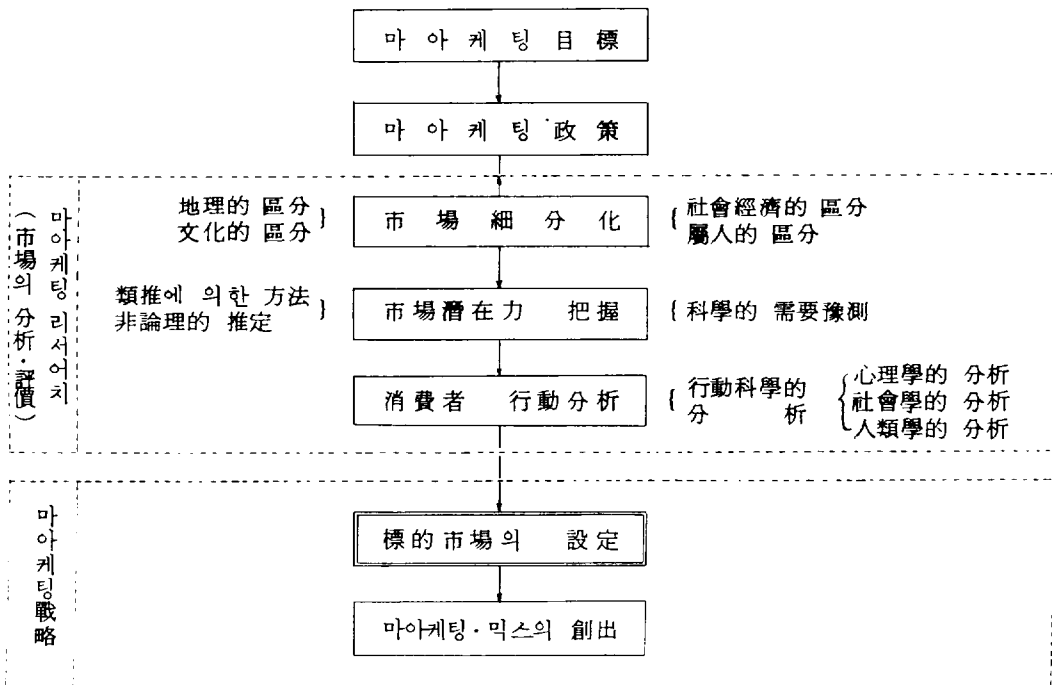 마아케팅目標
마아케팅政策
마아케팅 리서어치
(市場의 分析·評價)
地理的 區分
文化的 區分
市場細分化
社會經濟的 區分
屬人的 區分
類推에 의한 方法
非論理的 推定
市場潛在力 把握
科學的 需要豫測
消費者 行動分析
行動科學的
分析
心理學的 分析
社會學的 分析
人類學的 分析
마아케팅戰略
標的市場의 設定
마아케팅·믹스의 創出